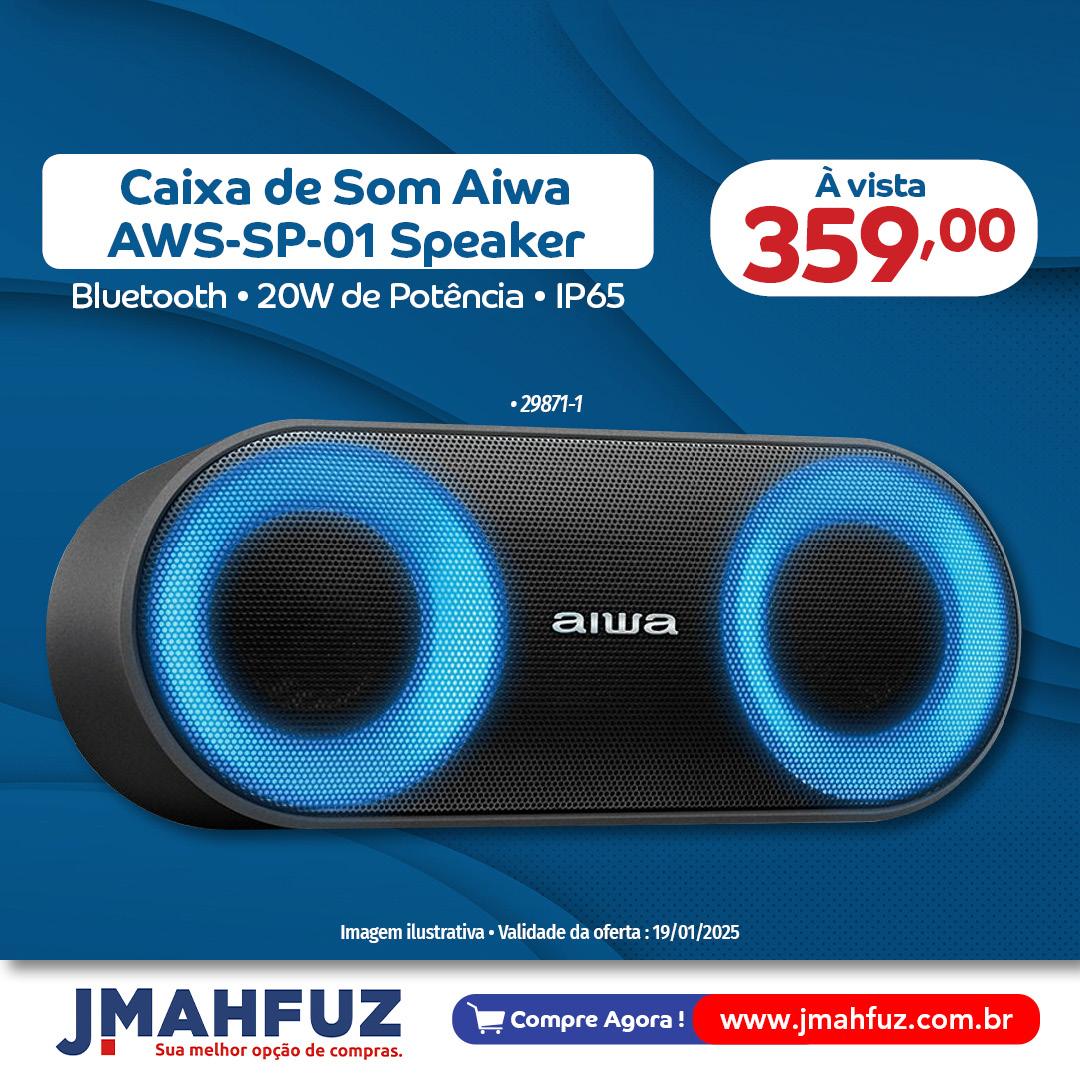 Caixa de Som Aiwa
AWS-SP-01 Speaker
Bluetooth • 20W de Potência • IP65
À vista
359,00
• 29871-1
aiwa
Imagem ilustrativa • Validade da oferta : 19/01/2025
JMAHFUZ
Sua melhor opção de compras.
Compre Agora !
www.jmahfuz.com.br